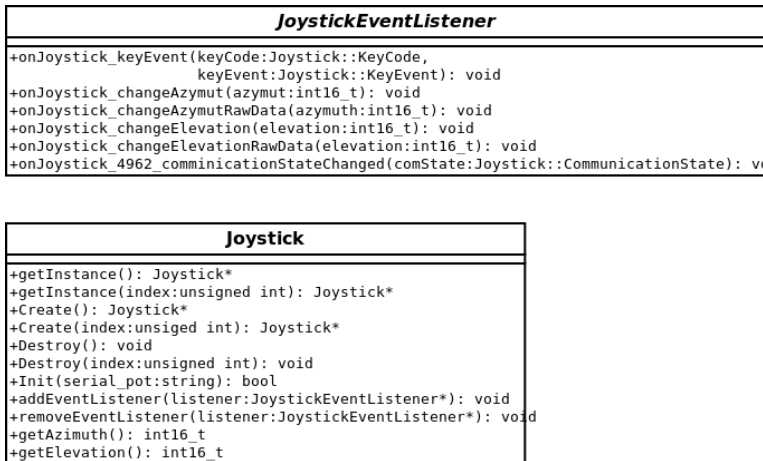 JoystickEventListener
+onJoystick_keyEvent(keyCode:Joystick::KeyCode,
keyEvent:Joystick::KeyEvent): void
+onJoystick_changeAzymut(azymut:int16_t): void
+onJoystick_changeAzymutRawData(azymuth:int16_t): void
+onJoystick_changeElevation(elevation:int16_t): void
+onJoystick_changeElevationRawData(elevation:int16_t): void
+onJoystick_4962_comminicationStateChanged(comState:Joystick::CommunicationState): vo
Joystick
+getInstance(): Joystick*
+getInstance(index:unsigned int): Joystick*
+Create(): Joystick*
+Create(index:unsiged int): Joystick*
+Destroy(): void
+Destroy(index:unsigned int): void
+Init(serial_pot:string): bool
+addEventListener(listener:JoystickEventListener*): void
+removeEventListener(listener:JoystickEventListener*): void
+getAzimuth(): int16_t
+getElevation(): int16_t